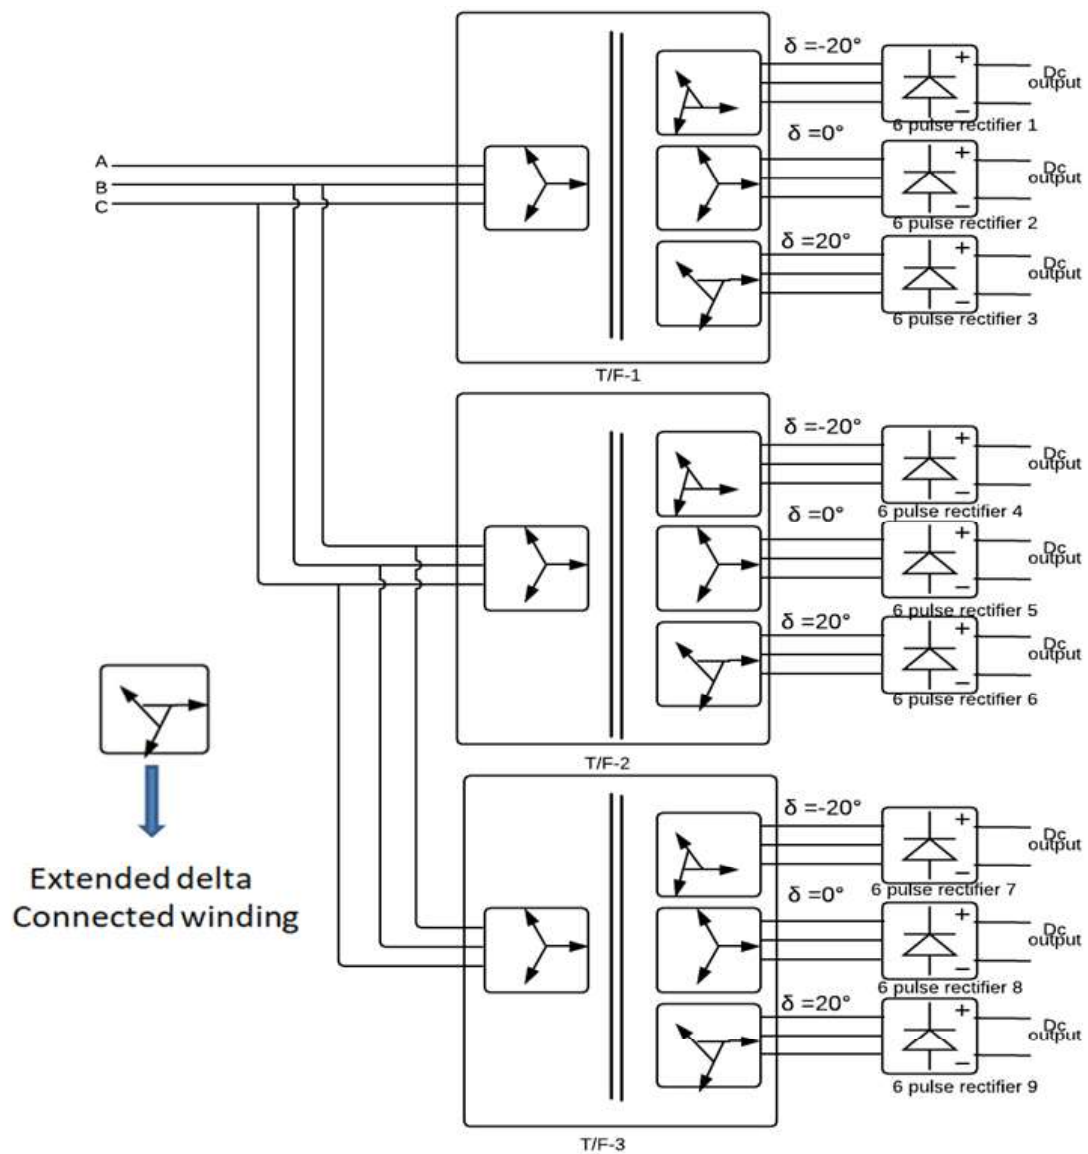 A
B
C
δ =-20°
+
−
Dc
output
6 pulse rectifier 1
δ =0°
+
−
Dc
output
6 pulse rectifier 2
δ =20°
+
−
Dc
output
6 pulse rectifier 3
T/F-1
δ =-20°
+
−
Dc
output
6 pulse rectifier 4
δ =0°
+
−
Dc
output
6 pulse rectifier 5
δ =20°
+
−
Dc
output
6 pulse rectifier 6
T/F-2
Extended delta
Connected winding
δ =-20°
+
−
Dc
output
6 pulse rectifier 7
δ =0°
+
−
Dc
output
6 pulse rectifier 8
δ =20°
+
−
Dc
output
6 pulse rectifier 9
T/F-3